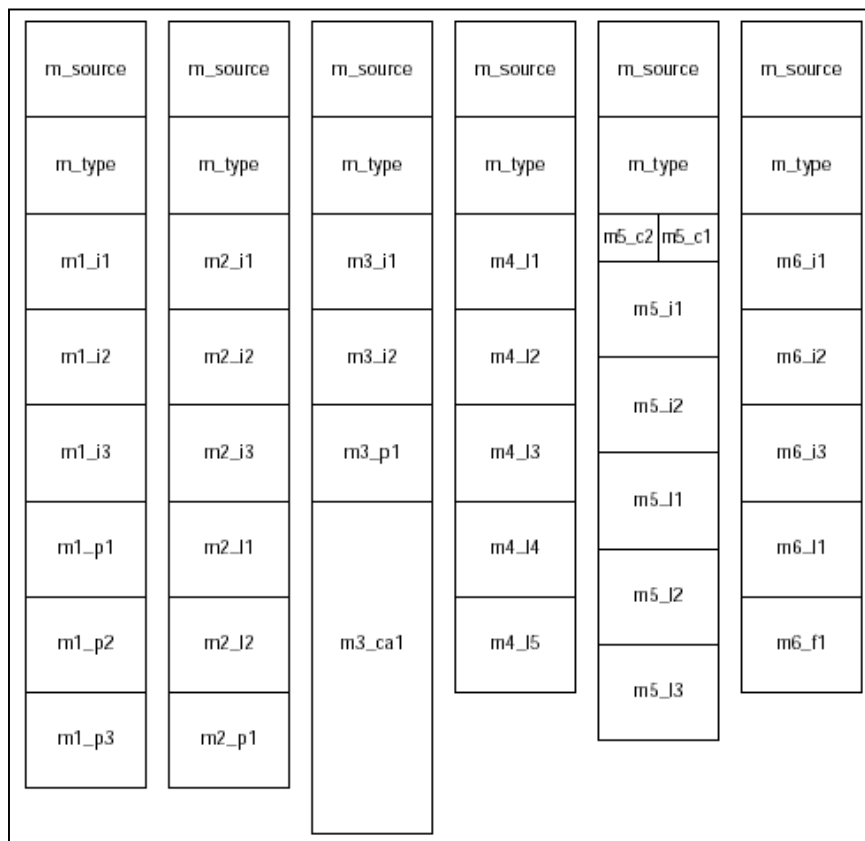 m_source
m_type
m1_i1
m1_i2
m1_i3
m1_p1
m1_p2
m1_p3
m_source
m_type
m2_i1
m2_i2
m2_i3
m2_l1
m2_l2
m2_p1
m_source
m_type
m3_i1
m3_i2
m3_p1
m3_ca1
m_source
m_type
m4_l1
m4_l2
m4_l3
m4_l4
m4_l5
m_source
m_type
m5_c2 m5_c1
m5_i1
m5_i2
m5_l1
m5_l2
m5_l3
m_source
m_type
m6_i1
m6_i2
m6_i3
m6_l1
m6_f1